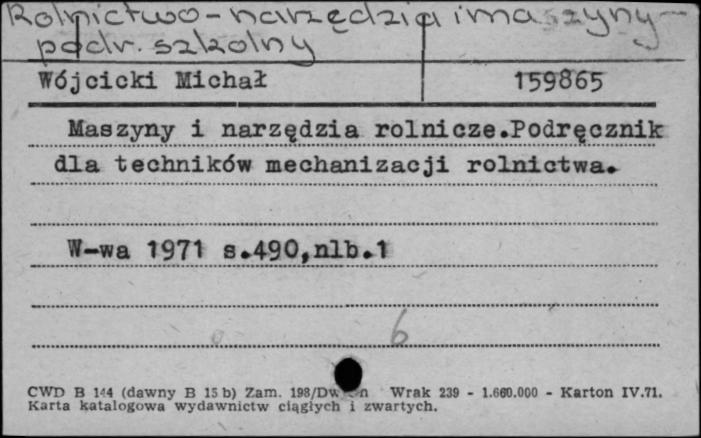 Rolnictwo - narzędzia i maszyny -
podr. szkolny
Wójcicki Michał 159865
Maszyny i narzędzia rolnicze.Podręcznik
dla techników mechanizacji rolnictwa.
W-wa 1971 s.490,nlb.1
6
CWD B 144 (dawny B 15 b) Zam. 198/ Wrak 239 - 1.660.000 - Karton IV.71.
Karta katalogowa wydawnictw ciągłych i zwartych.